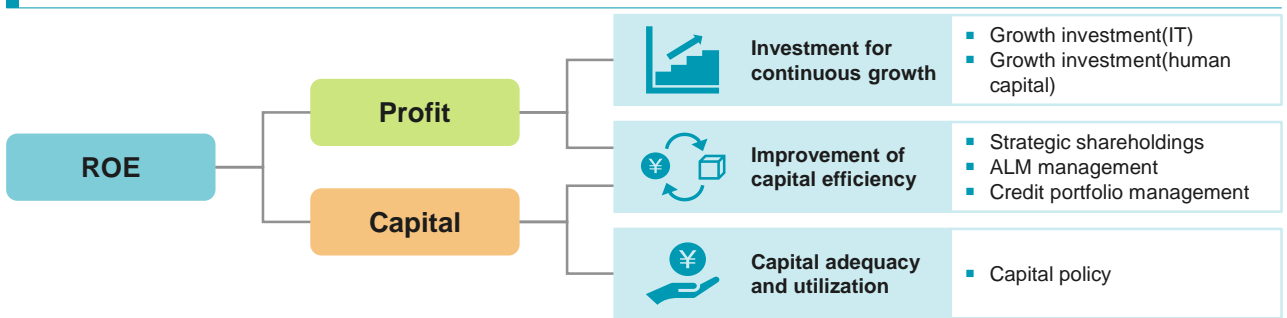 ROE
Profit
Capital
Investment for
continuous growth
▪ Growth investment(IT)
▪ Growth investment(human
capital)
¥
Improvement of
capital efficiency
▪ Strategic shareholdings
▪ ALM management
▪ Credit portfolio management
¥
Capital adequacy
and utilization
▪ Capital policy